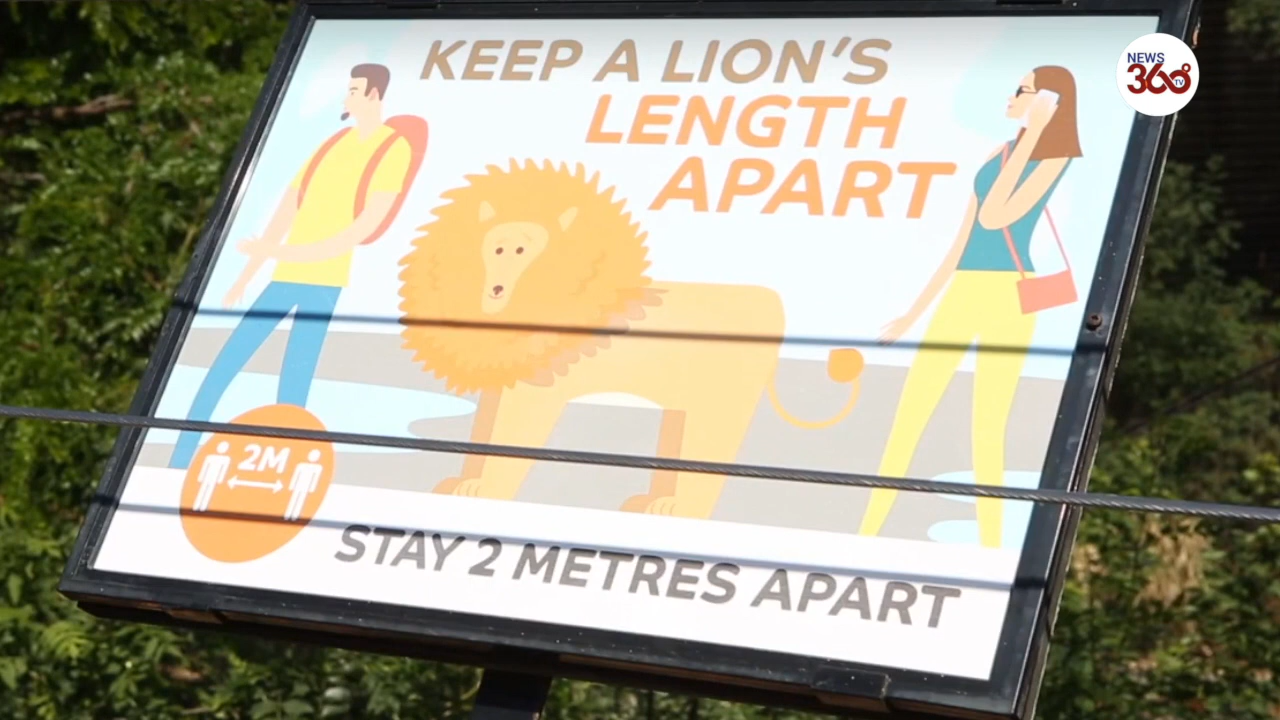 KEEP A LION'S
LENGTH
APART
NEWS
360°
TV
2M
STAY 2 METRES APART